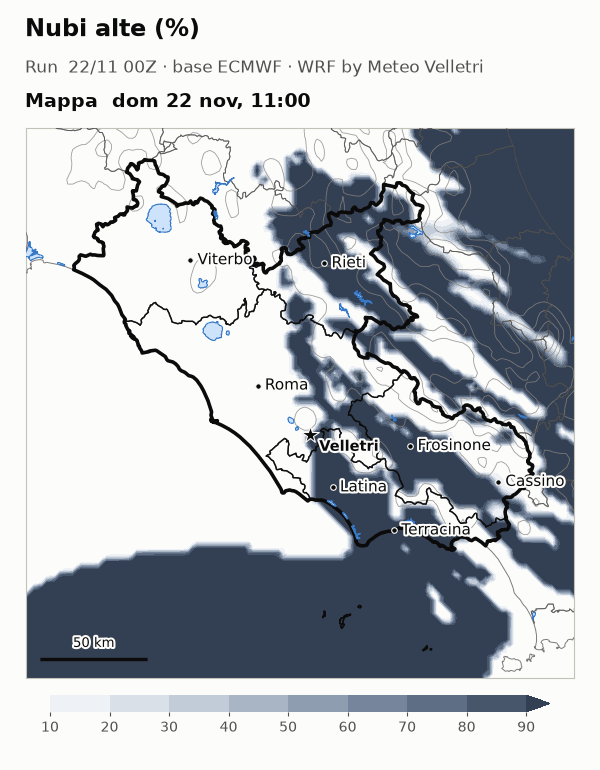 Nubi alte (%)
Run 22/11 00Z · base ECMWF · WRF by Meteo Velletri
Mappa dom 22 nov, 11:00
Viterbo
Rieti
Roma
Velletri
Frosinone
Latina
Cassino
Terracina
50 km
10 20 30 40 50 60 70 80 90